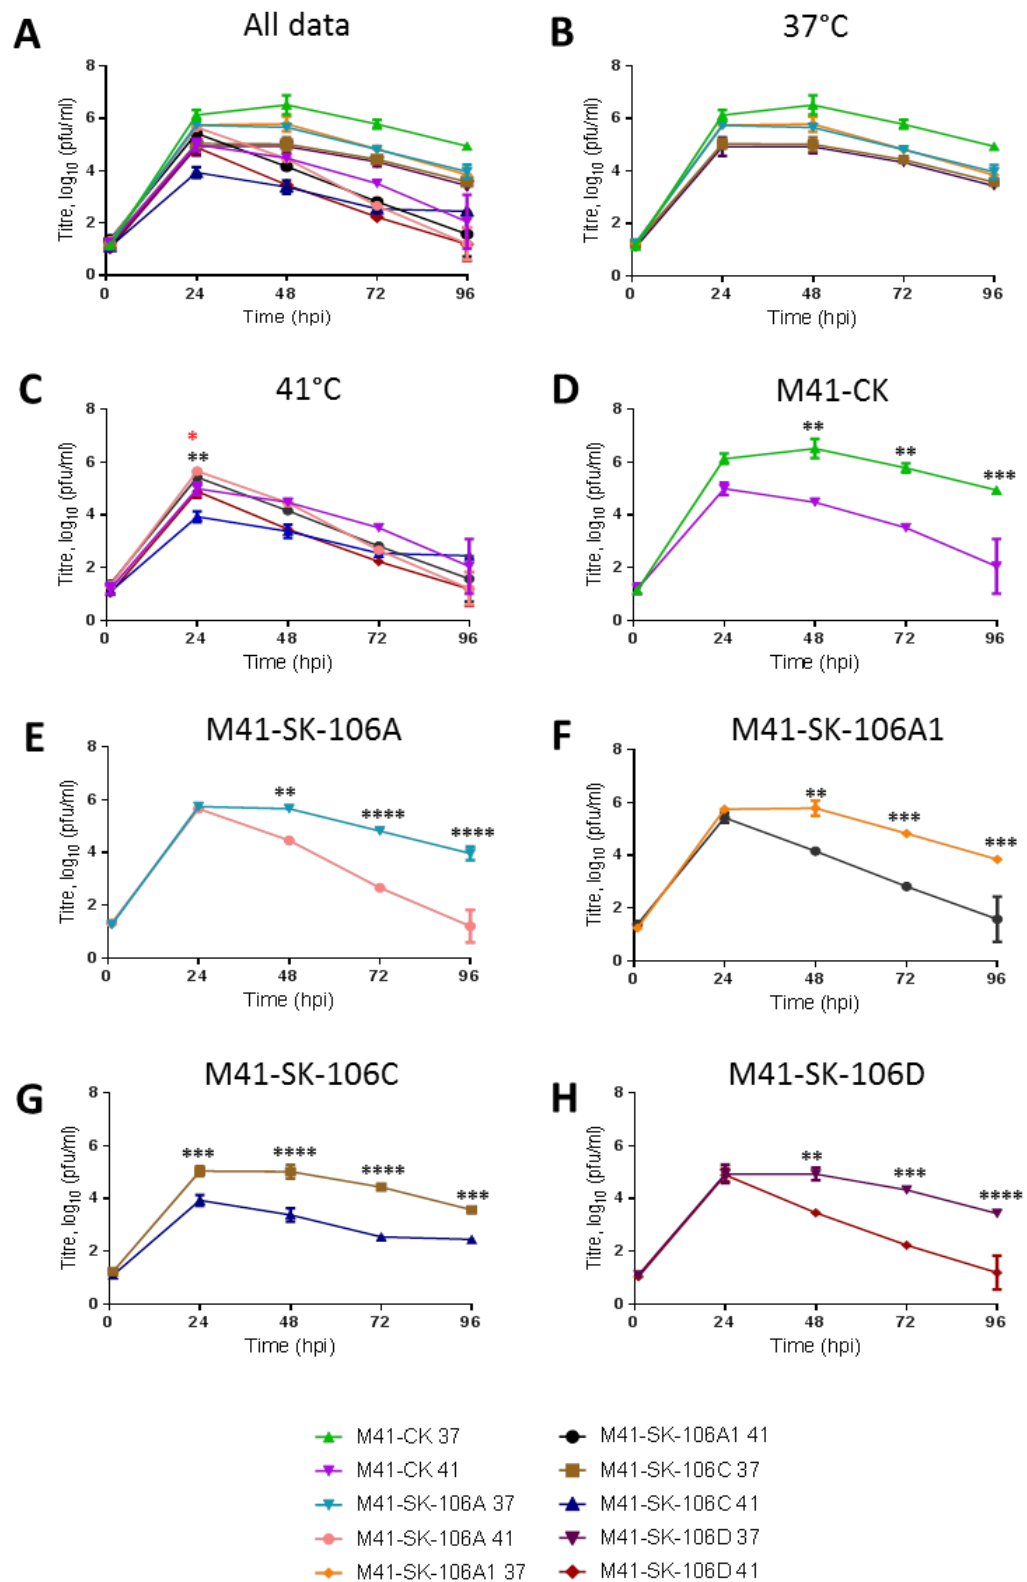 A
All data
8
6
4
2
0
Titre, log10 (pfu/ml)
0 24 48 72 96
Time (hpi)
B
37°C
8
6
4
2
0
Titre, log10 (pfu/ml)
0 24 48 72 96
Time (hpi)
C
41°C
8
6
4
2
0
Titre, log10 (pfu/ml)
*
**
0 24 48 72 96
Time (hpi)
D
M41-CK
8
6
4
2
0
Titre, log10 (pfu/ml)
** ** ***
0 24 48 72 96
Time (hpi)
E
M41-SK-106A
8
6
4
2
0
Titre, log10 (pfu/ml)
** **** ****
0 24 48 72 96
Time (hpi)
F
M41-SK-106A1
8
6
4
2
0
Titre, log10 (pfu/ml)
** *** ***
0 24 48 72 96
Time (hpi)
G
M41-SK-106C
8
6
4
2
0
Titre, log10 (pfu/ml)
*** **** **** ***
0 24 48 72 96
Time (hpi)
H
M41-SK-106D
8
6
4
2
0
Titre, log10 (pfu/ml)
** *** ****
0 24 48 72 96
Time (hpi)
M41-CK 37
M41-CK 41
M41-SK-106A 37
M41-SK-106A 41
M41-SK-106A1 37
M41-SK-106A1 41
M41-SK-106C 37
M41-SK-106C 41
M41-SK-106D 37
M41-SK-106D 41